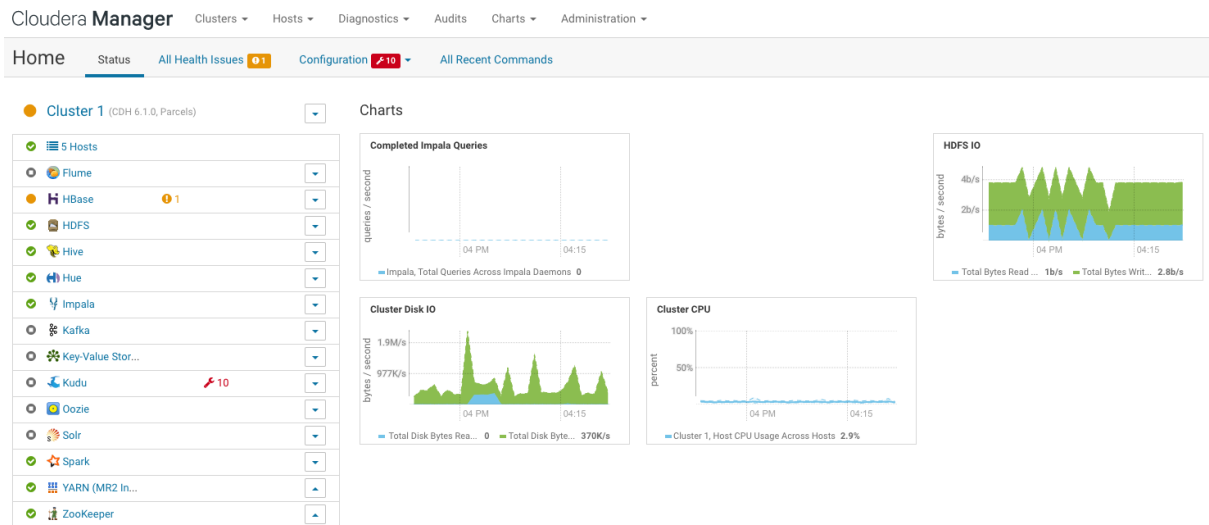 Cloudera Manager Clusters Hosts Diagnostics Audits Charts Administration
Home Status All Health Issues 1 Configuration 10 All Recent Commands
Cluster 1 (CDH 6.1.0, Parcels)
5 Hosts
Flume
HBase 1
HDFS
Hive
Hue
Impala
Kafka
Key-Value Stor...
Kudu 10
Oozie
Solr
Spark
YARN (MR2 In...
ZooKeeper
Charts
Completed Impala Queries
queries / second
04 PM 04:15
Impala, Total Queries Across Impala Daemons 0
HDFS IO
bytes / second
4b/s
2b/s
04 PM 04:15
Total Bytes Read ... 1b/s Total Bytes Writ... 2.8b/s
Cluster Disk IO
bytes / second
1.9M/s
977K/s
04 PM 04:15
Total Disk Bytes Rea... 0 Total Disk Byte... 370K/s
Cluster CPU
percent
100%
50%
04 PM 04:15
Cluster 1, Host CPU Usage Across Hosts 2.9%